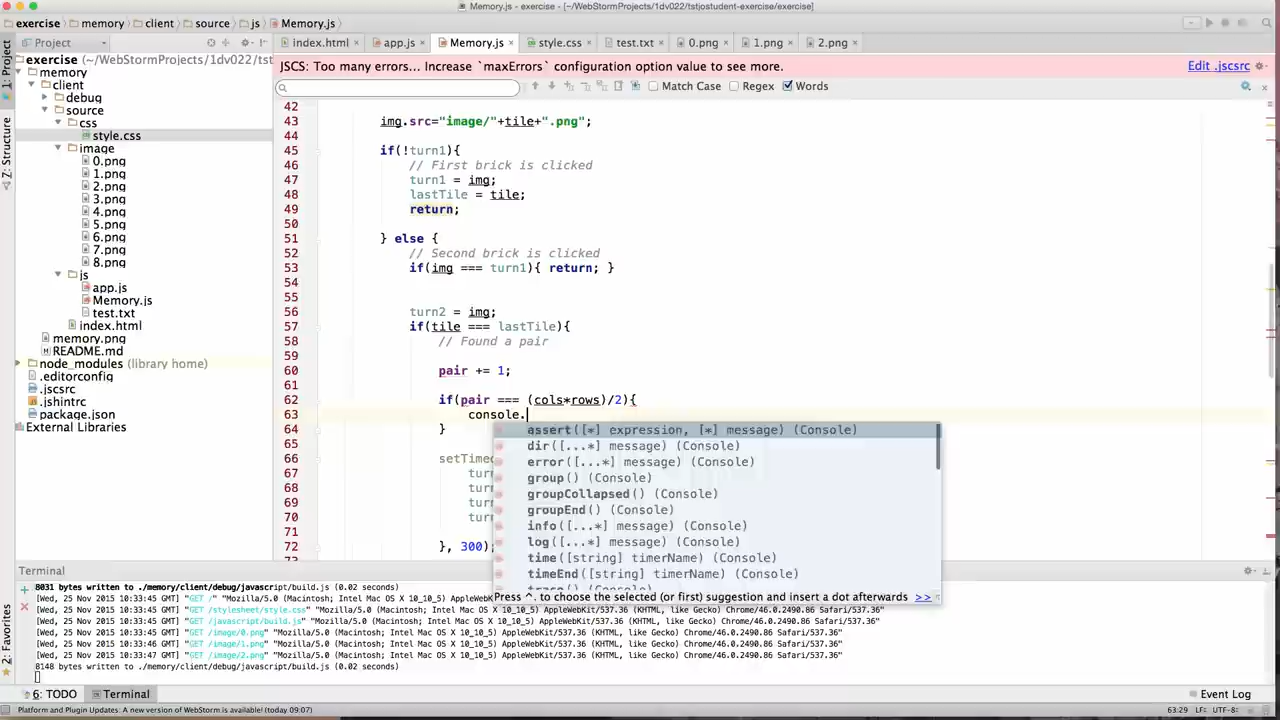 Memory.js - exercise - [~/WebStormProjects/1dv022/tstjostudent-exercise/exercise]
exercise memory client source js Memory.js
Project index.html app.js Memory.js style.css test.txt 0.png 1.png 2.png
1: Project
exercise (~/WebStormProjects/1dv022/tst
memory
client
debug
source
css
style.css
image
0.png
1.png
2.png
3.png
4.png
5.png
6.png
7.png
8.png
js
app.js
Memory.js
test.txt
index.html
memory.png
README.md
node_modules (library home)
.editorconfig
.jscsrc
.jshintrc
package.json
External Libraries
Z: Structure
2: Favorites
JSCS: Too many errors... Increase `maxErrors` configuration option value to see more. Edit .jscsrc
Match Case Regex Words
42
43 img.src="image/"+tile+".png";
44
45 if(!turn1){
46 // First brick is clicked
47 turn1 = img;
48 lastTile = tile;
49 return;
50
51 } else {
52 // Second brick is clicked
53 if(img === turn1){ return; }
54
55
56 turn2 = img;
57 if(tile === lastTile){
58 // Found a pair
59
60 pair += 1;
61
62 if(pair === (cols*rows)/2){
63 console.
64 }
65
66 setTimeo
67 turn
68 turn
69 turn
70 turn
71
72 }, 300);
assert([*] expression, [*] message) (Console)
dir([...*] message) (Console)
error([...*] message) (Console)
group() (Console)
groupCollapsed() (Console)
groupEnd() (Console)
info([...*] message) (Console)
log([...*] message) (Console)
time([string] timerName) (Console)
timeEnd([string] timerName) (Console)
Press ^. to choose the selected (or first) suggestion and insert a dot afterwards >>
Terminal
8031 bytes written to ./memory/client/debug/javascript/build.js (0.02 seconds)
[Wed, 25 Nov 2015 10:33:45 GMT] "GET /" "Mozilla/5.0 (Macintosh; Intel Mac OS X 10_10_5) AppleWebKit/537.36 (KHTML, like Gecko) Chrome/46.0.2490.86 Safari/537.36"
[Wed, 25 Nov 2015 10:33:45 GMT] "GET /stylesheet/style.css" "Mozilla/5.0 (Macintosh; Intel Mac OS X 10_10_5) AppleWebKit/537.36 (KHTML, like Gecko) Chrome/46.0.2490.86 Safari/537.36"
[Wed, 25 Nov 2015 10:33:45 GMT] "GET /javascript/build.js" "Mozilla/5.0 (Macintosh; Intel Mac OS X 10_10_5) AppleWebKit/537.36 (KHTML, like Gecko) Chrome/46.0.2490.86 Safari/537.36"
[Wed, 25 Nov 2015 10:33:45 GMT] "GET /image/0.png" "Mozilla/5.0 (Macintosh; Intel Mac OS X 10_10_5) AppleWebKit/537.36 (KHTML, like Gecko) Chrome/46.0.2490.86 Safari/537.36"
[Wed, 25 Nov 2015 10:33:46 GMT] "GET /image/1.png" "Mozilla/5.0 (Macintosh; Intel Mac OS X 10_10_5) AppleWebKit/537.36 (KHTML, like Gecko) Chrome/46.0.2490.86 Safari/537.36"
[Wed, 25 Nov 2015 10:33:47 GMT] "GET /image/2.png" "Mozilla/5.0 (Macintosh; Intel Mac OS X 10_10_5) AppleWebKit/537.36 (KHTML, like Gecko) Chrome/46.0.2490.86 Safari/537.36"
8148 bytes written to ./memory/client/debug/javascript/build.js (0.02 seconds)
6: TODO Terminal Event Log
Platform and Plugin Updates: A new version of WebStorm is available! (today 09:07) 63:29 LF: UTF-8: